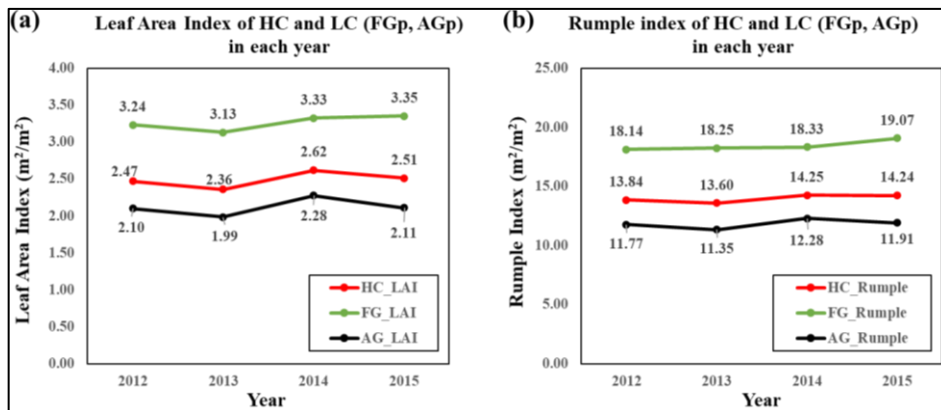 (a)
Leaf Area Index of HC and LC (FGp, AGp)
in each year
4.00
3.50
3.00
2.50
2.00
1.50
1.00
0.50
0.00
Leaf Area Index (m²/m²)
3.24
3.13
3.33
3.35
2.47
2.36
2.62
2.51
2.10
1.99
2.28
2.11
HC_LAI
FG_LAI
AG_LAI
2012
2013
2014
2015
Year
(b)
Rumple index of HC and LC (FGp, AGp)
in each year
25.00
20.00
15.00
10.00
5.00
0.00
Rumple Index (m²/m²)
18.14
18.25
18.33
19.07
13.84
13.60
14.25
14.24
11.77
11.35
12.28
11.91
HC_Rumple
FG_Rumple
AG_Rumple
2012
2013
2014
2015
Year